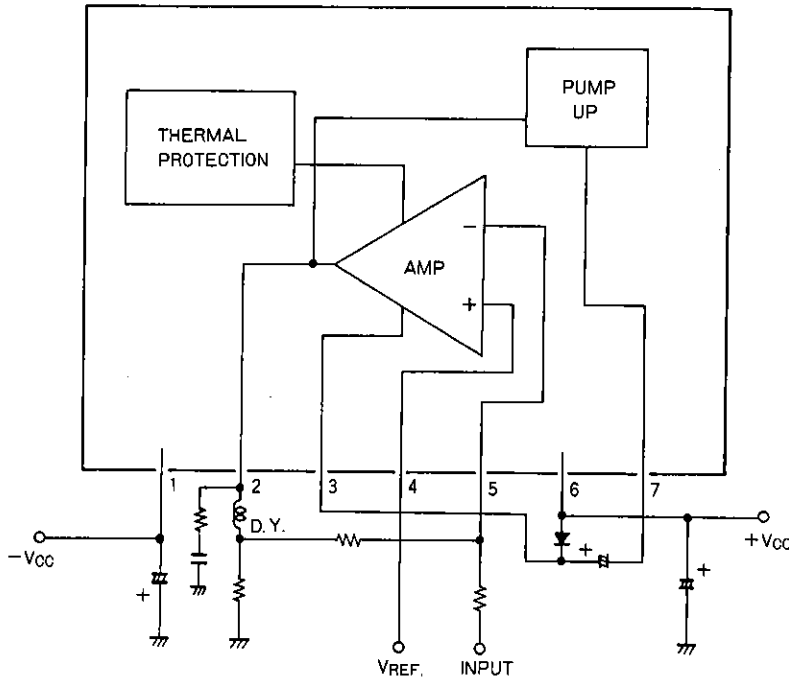 PUMP
UP
THERMAL
PROTECTION
−
AMP
+
1 2 3 4 5 6 7
D.Y.
−VCC
+
+
+
+VCC
VREF. INPUT